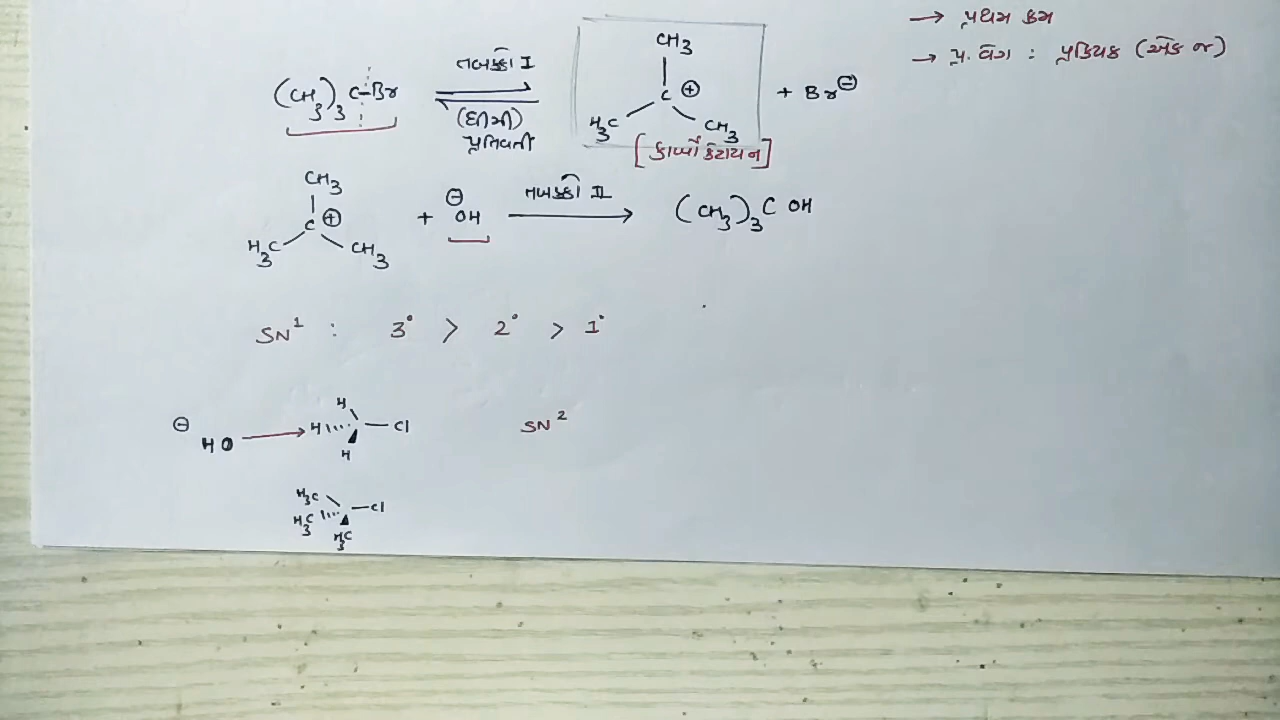 → પ્રથમ ક્રમ
→ પ્ર. વેગ : પ્રક્રિયક (એક જ)
(CH3)3 C-Br ⇌ CH3 C⊕ H3C CH3 + Br⊖
તબક્કો I
(ધીમી)
પ્રતિવર્તી
[કાર્બોકેટાયન]
CH3 C⊕ H3C CH3 + ⊖OH → (CH3)3C OH
તબક્કો II
SN1 : 3° > 2° > 1°
⊖ HO → H H H Cl SN2
H3C H3C H3C Cl